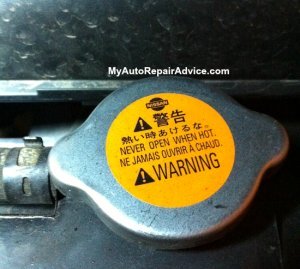 MyAutoRepairAdvice.com
NISSAN
警告
熱い時あけるな。
NEVER OPEN WHEN HOT.
NE JAMAIS OUVRIR À CHAUD.
WARNING